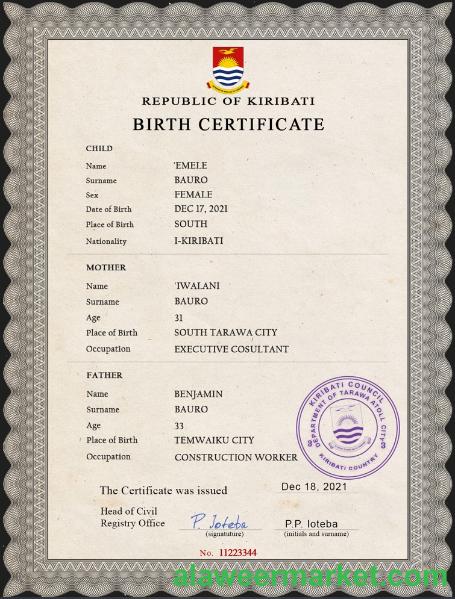 REPUBLIC OF KIRIBATI
BIRTH CERTIFICATE
CHILD
Name 'EMELE
Surname BAURO
Sex FEMALE
Date of Birth DEC 17, 2021
Place of Birth SOUTH
Nationality I-KIRIBATI
MOTHER
Name 'IWALANI
Surname BAURO
Age 31
Place of Birth SOUTH TARAWA CITY
Occupation EXECUTIVE COSULTANT
FATHER
Name BENJAMIN
Surname BAURO
Age 33
Place of Birth TEMWAIKU CITY
Occupation CONSTRUCTION WORKER
KIRIBATI COUNCIL
DEPARTMENT OF TARAWA ATOLL CITY
KIRIBATI COUNTRY
The Certificate was issued Dec 18, 2021
Head of Civil
Registry Office P. Ioteba P.P. Ioteba
(signatuture) (initials and surname)
No. 11223344
alaweermarket.com